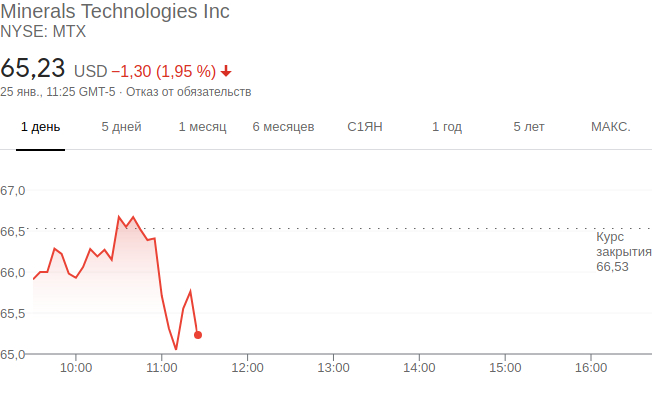 Minerals Technologies Inc
NYSE: MTX
65,23 USD −1,30 (1,95 %)
25 янв., 11:25 GMT-5 · Отказ от обязательств
1 день 5 дней 1 месяц 6 месяцев С1ЯН 1 год 5 лет МАКС.
67,0
66,5
Курс
закрытия
66,53
66,0
65,5
65,0
10:00 11:00 12:00 13:00 14:00 15:00 16:00